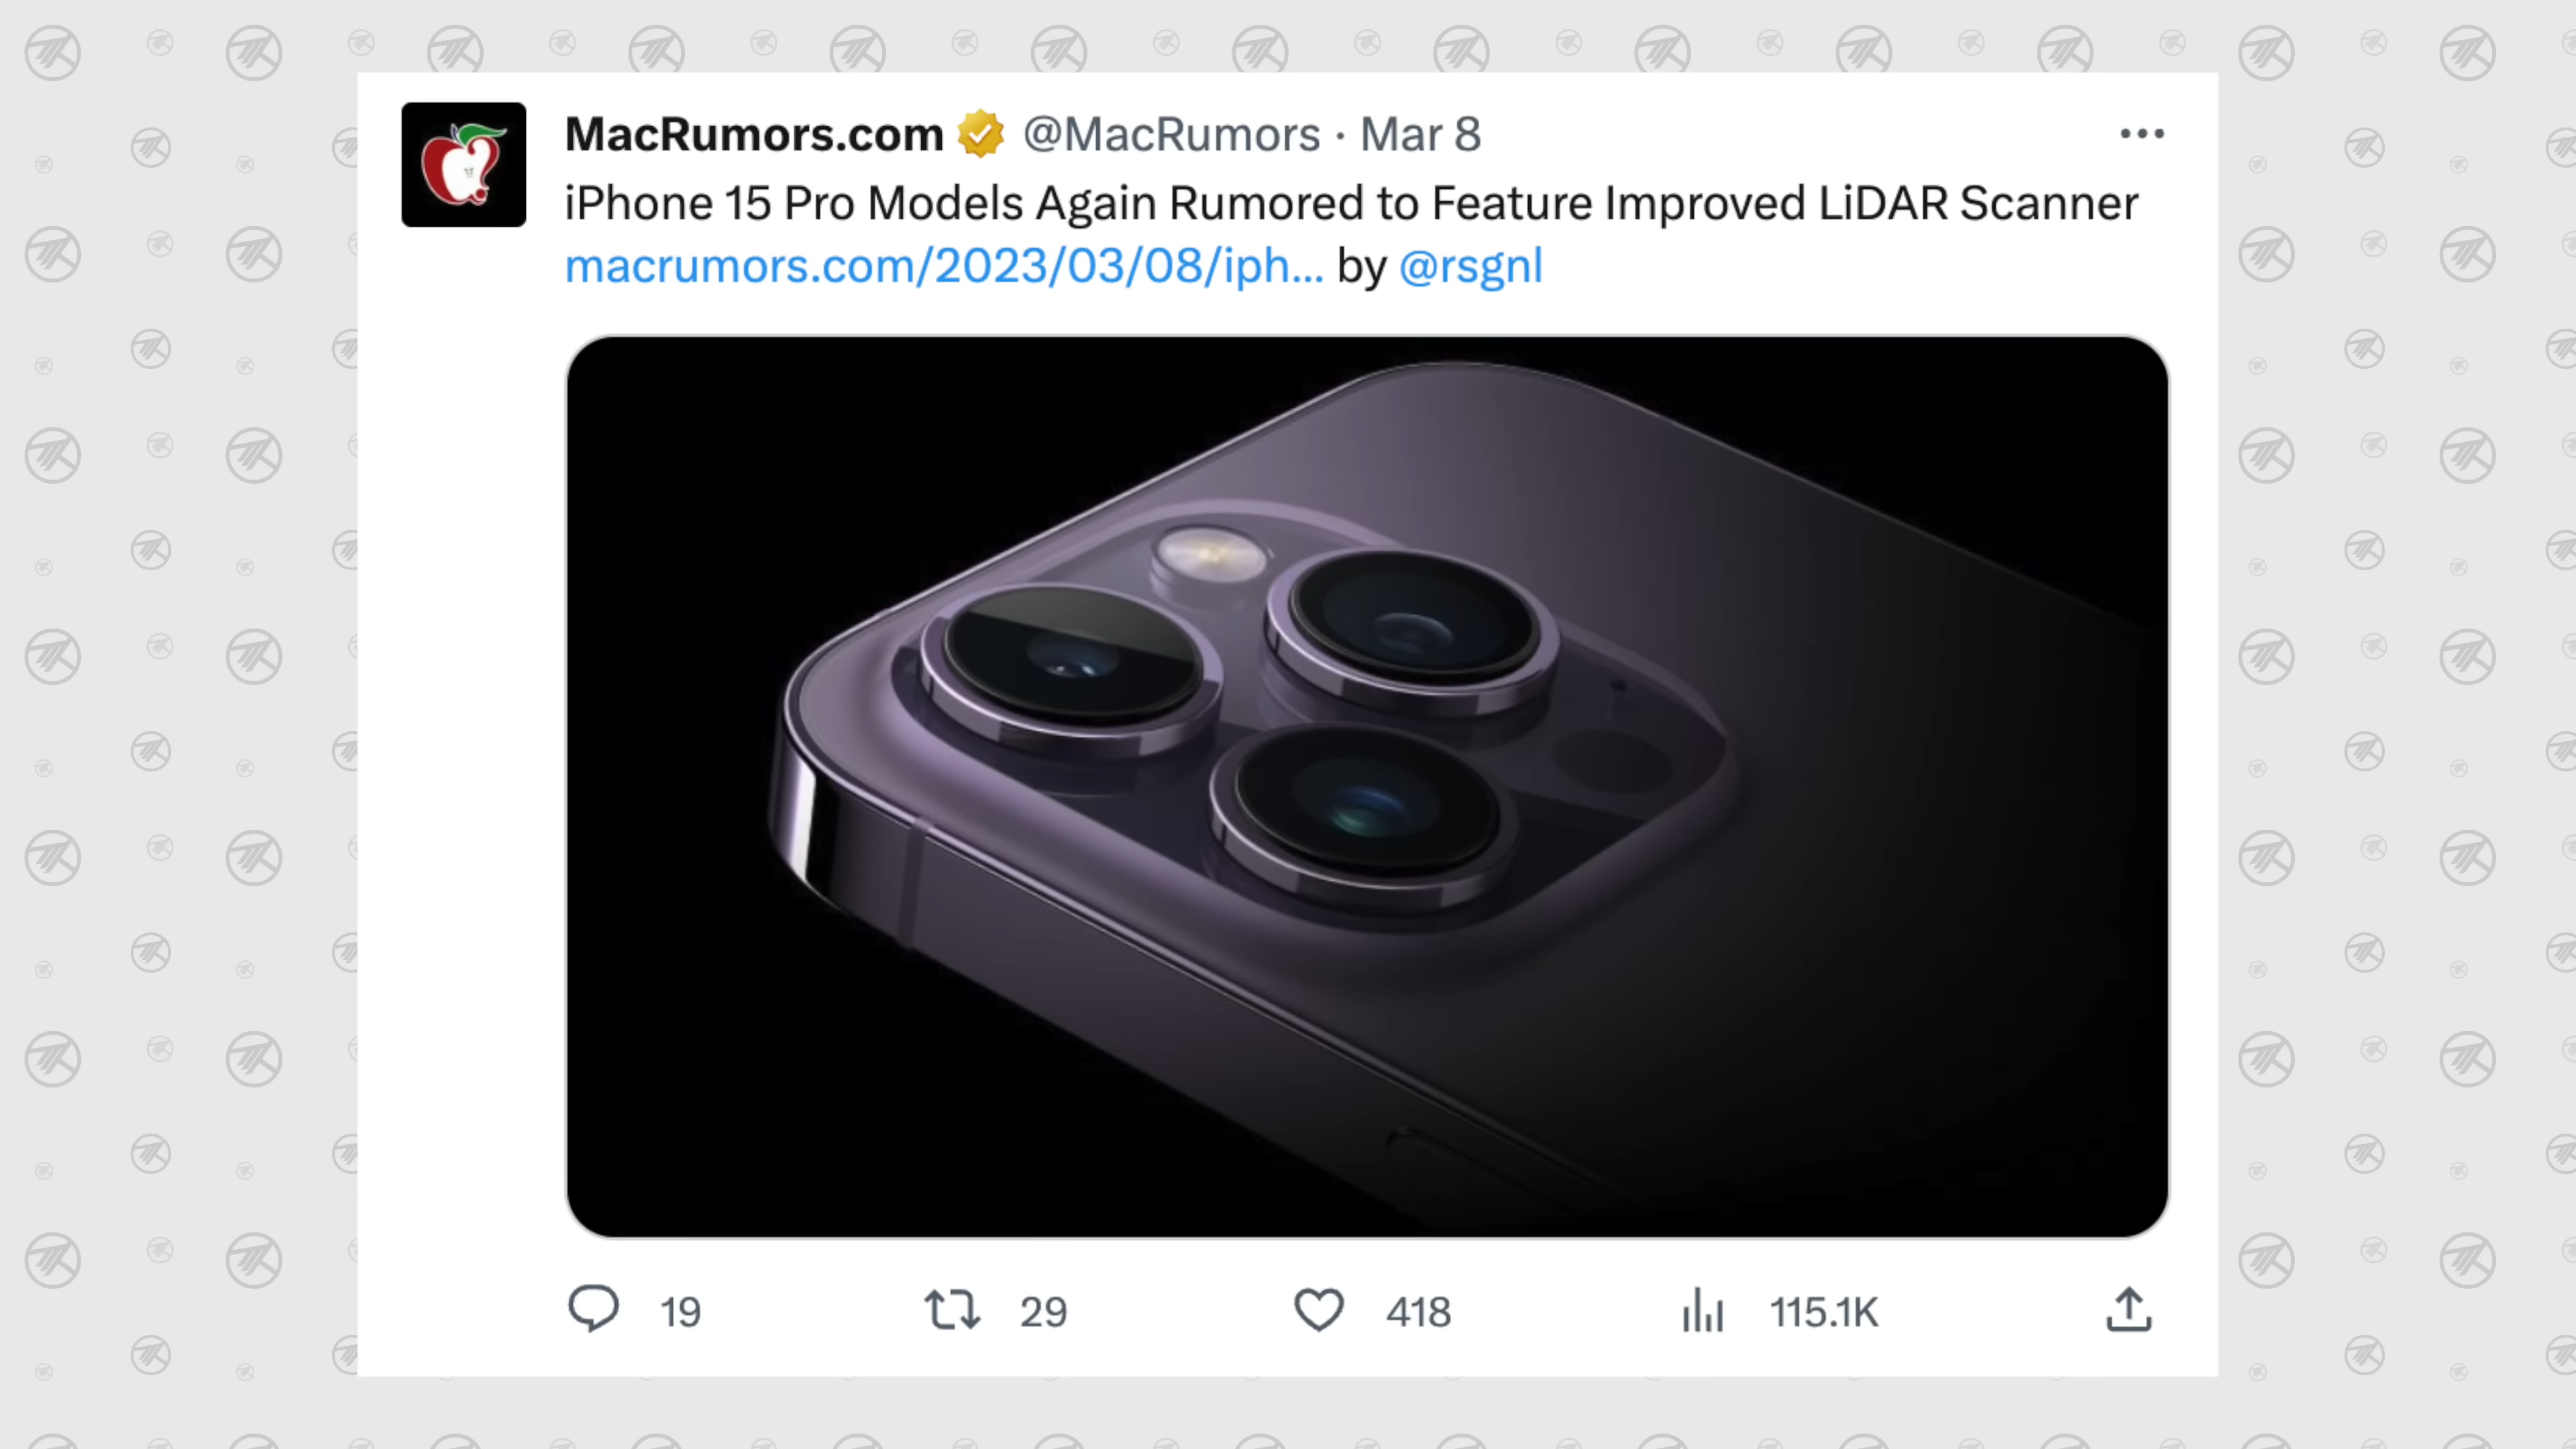 MacRumors.com @MacRumors · Mar 8
iPhone 15 Pro Models Again Rumored to Feature Improved LiDAR Scanner
macrumors.com/2023/03/08/iph... by @rsgnl
19 29 418 115.1K